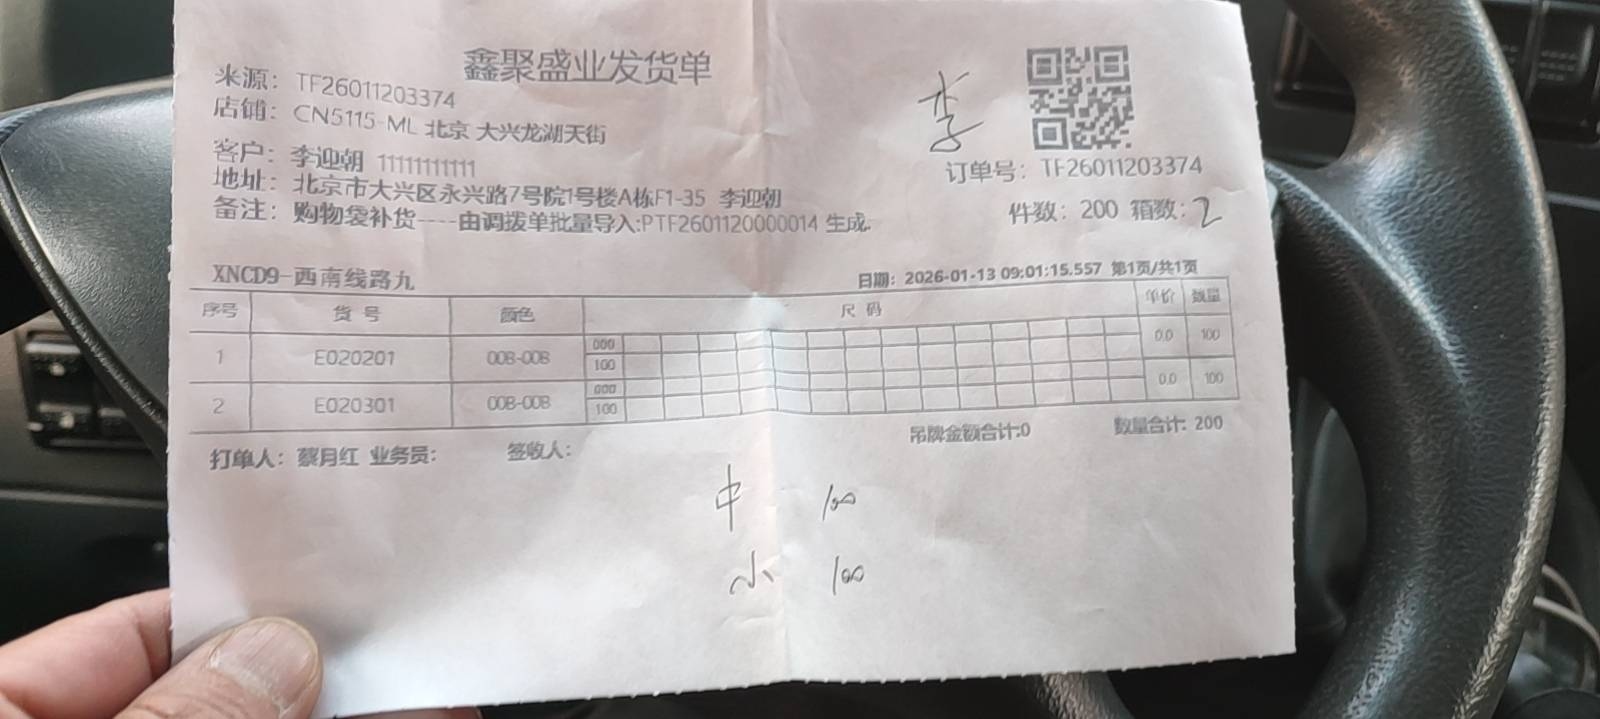 鑫聚盛业发货单
来源：TF26011203374
店铺：CN5115-ML 北京 大兴龙湖天街
客户：李迎朝 11111111111
地址：北京市大兴区永兴路7号院1号楼A栋F1-35 李迎朝
备注：购物袋补货----由调拨单批量导入:PTF2601120000014 生成.
李
订单号：TF26011203374
件数：200 箱数：2
XNCD9-西南线路九
日期：2026-01-13 09:01:15.557 第1页/共1页
序号 货号 颜色 尺码 单价 数量
1 E020201 00B-00B 000 100 0.0 100
2 E020301 00B-00B 000 100 0.0 100
吊牌金额合计:0 数量合计: 200
打单人：蔡月红 业务员： 签收人：
中 100
小 100